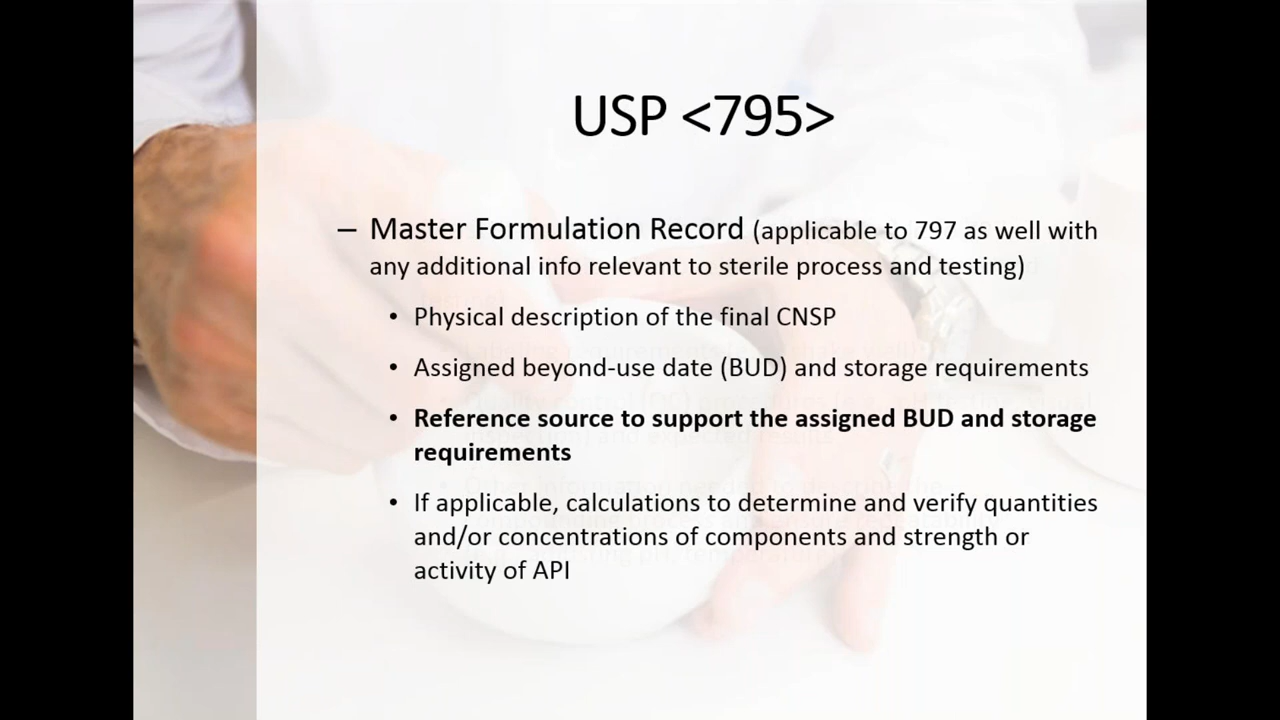 USP <795>
– Master Formulation Record (applicable to 797 as well with
any additional info relevant to sterile process and testing)
• Physical description of the final CNSP
• Assigned beyond-use date (BUD) and storage requirements
• Reference source to support the assigned BUD and storage
requirements
• If applicable, calculations to determine and verify quantities
and/or concentrations of components and strength or
activity of API